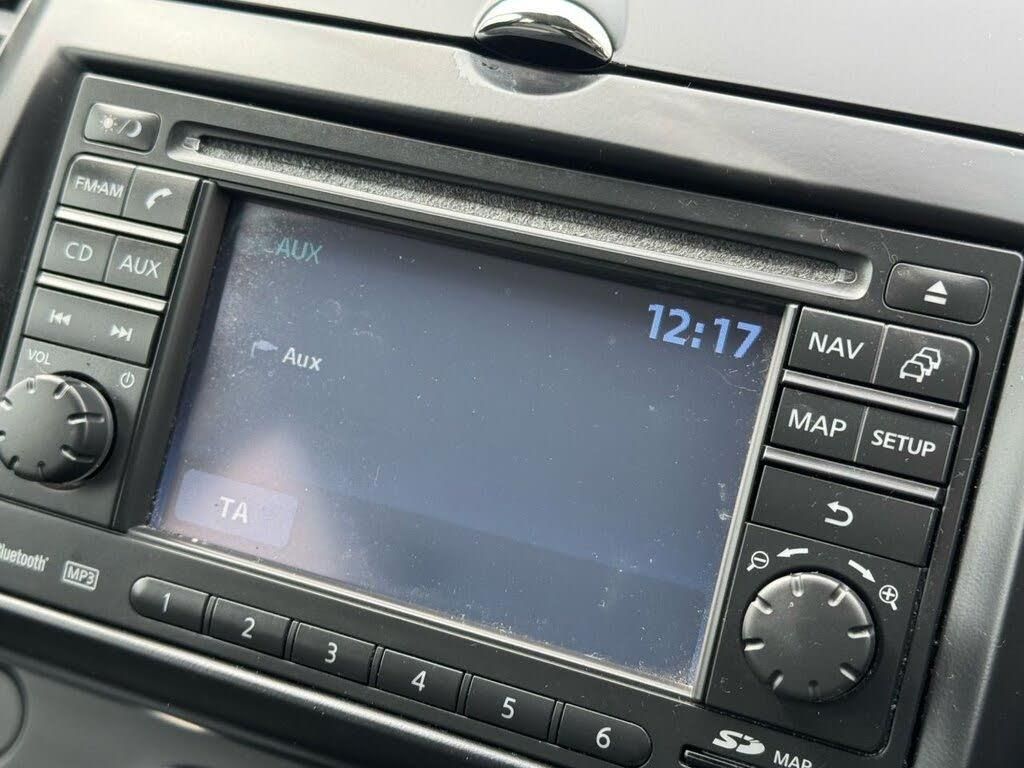 FM·AM
CD
AUX
VOL
AUX
12:17
Aux
TA
NAV
MAP
SETUP
Bluetooth
MP3
1
2
3
4
5
6
SD
MAP